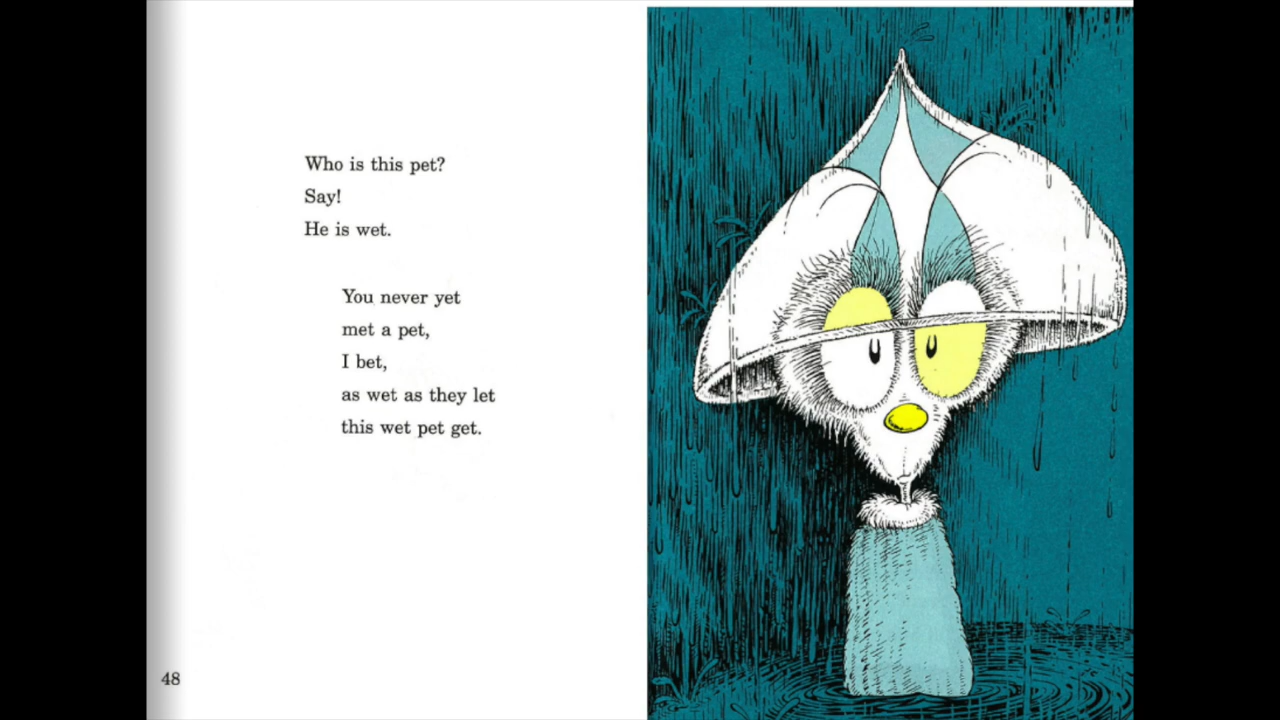 Who is this pet?
Say!
He is wet.
You never yet
met a pet,
I bet,
as wet as they let
this wet pet get.
48